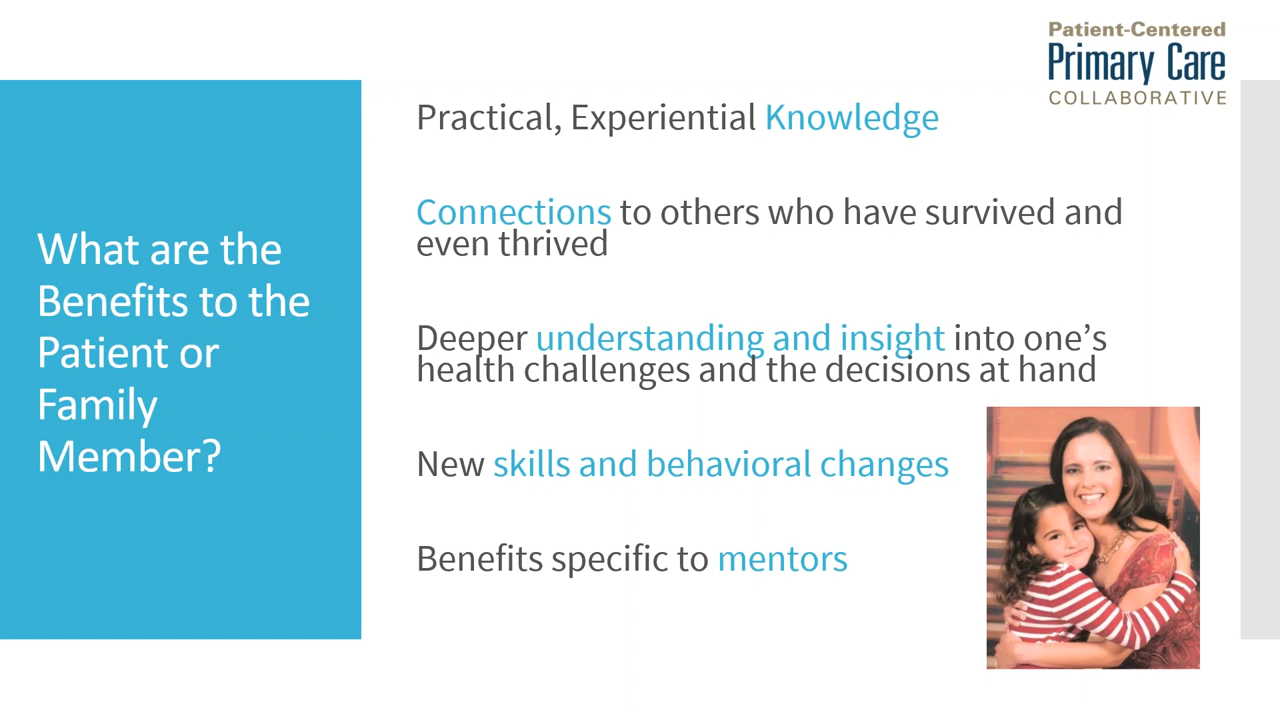 Patient-Centered
Primary Care
COLLABORATIVE
What are the
Benefits to the
Patient or
Family
Member?
Practical, Experiential Knowledge
Connections to others who have survived and
even thrived
Deeper understanding and insight into one’s
health challenges and the decisions at hand
New skills and behavioral changes
Benefits specific to mentors